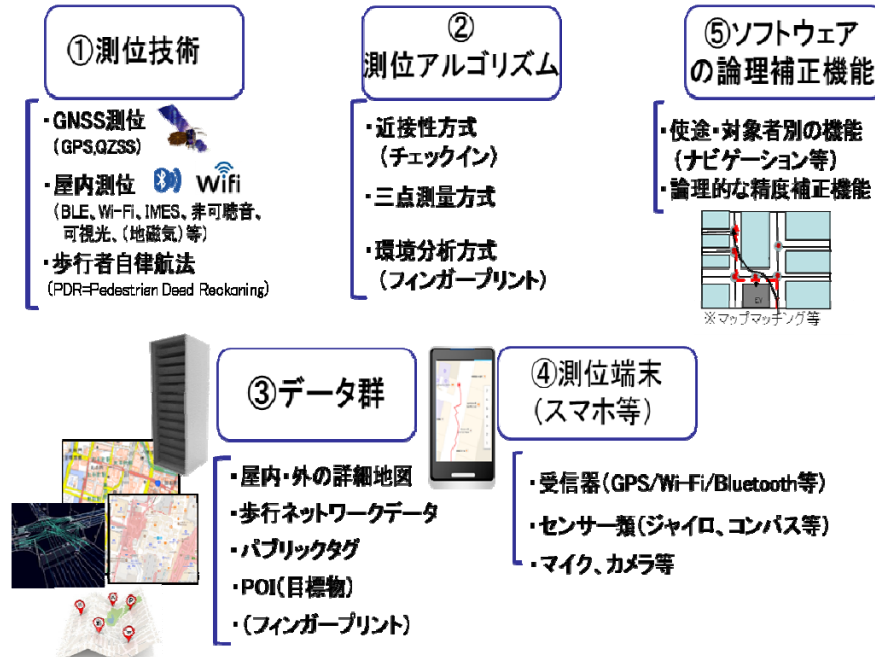 ①測位技術
・GNSS測位
(GPS,QZSS)
・屋内測位
WiFi
(BLE、Wi-Fi、IMES、非可聴音、
可視光、(地磁気)等)
・歩行者自律航法
(PDR=Pedestrian Dead Reckoning)
②
測位アルゴリズム
・近接性方式
(チェックイン)
・三点測量方式
・環境分析方式
(フィンガープリント)
⑤ソフトウェア
の論理補正機能
・使途・対象者別の機能
(ナビゲーション等)
・論理的な精度補正機能
EV
※マップマッチング等
③データ群
・屋内・外の詳細地図
・歩行ネットワークデータ
・パブリックタグ
・POI(目標物)
・(フィンガープリント)
④測位端末
(スマホ等)
・受信器(GPS/Wi-Fi/Bluetooth等)
・センサー類(ジャイロ、コンパス等)
・マイク、カメラ等